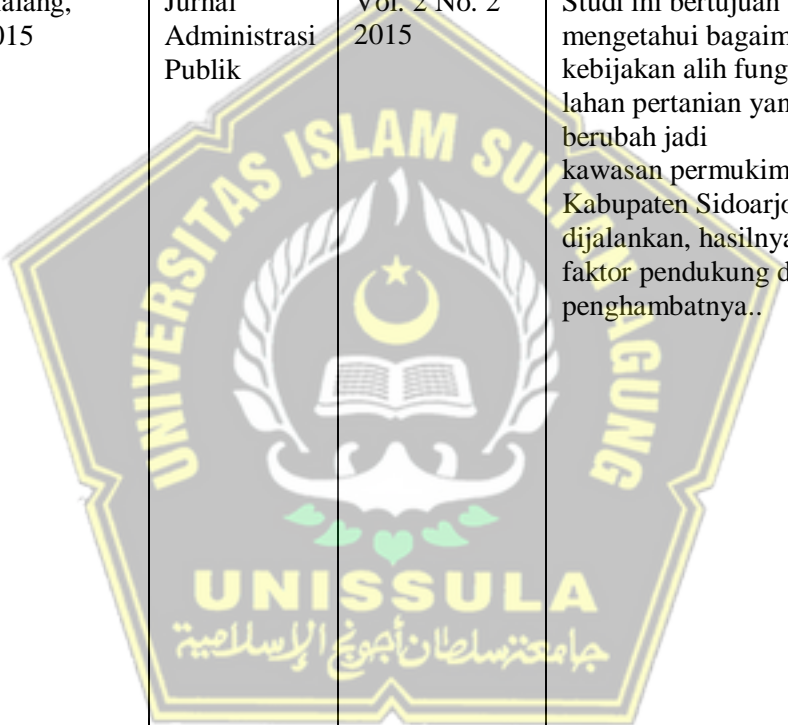 alang,
015
Jurnal
Administrasi
Publik
Vol. 2 No. 2
2015
Studi ini bertujuan
mengetahui bagaim
kebijakan alih fung
lahan pertanian yan
berubah jadi
kawasan permukim
Kabupaten Sidoarjo
dijalankan, hasilnya
faktor pendukung d
penghambatnya..
UNIVERSITAS ISLAM SULTAN AGUNG
UNISSULA
جامعة سلطان أجونج الإسلامية